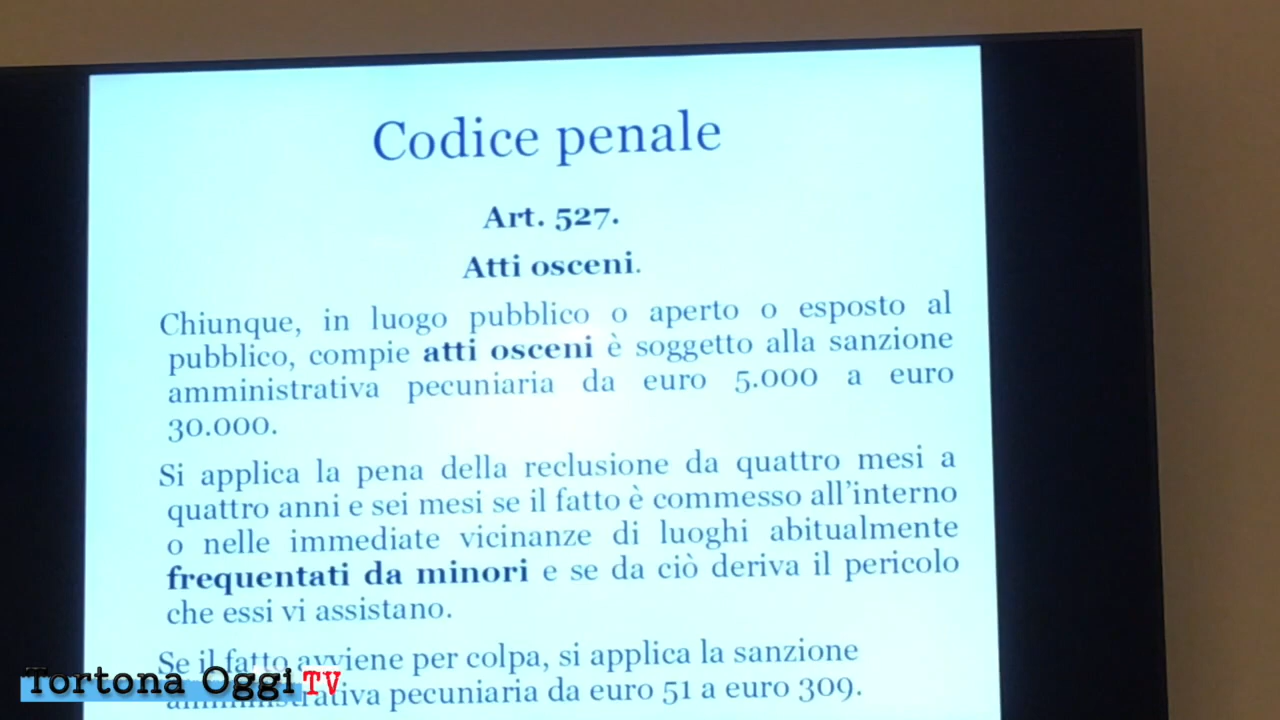 Codice penale
Art. 527.
Atti osceni.
Chiunque, in luogo pubblico o aperto o esposto al
pubblico, compie atti osceni è soggetto alla sanzione
amministrativa pecuniaria da euro 5.000 a euro
30.000.
Si applica la pena della reclusione da quattro mesi a
quattro anni e sei mesi se il fatto è commesso all'interno
o nelle immediate vicinanze di luoghi abitualmente
frequentati da minori e se da ciò deriva il pericolo
che essi vi assistano.
Se il fatto avviene per colpa, si applica la sanzione
amministrativa pecuniaria da euro 51 a euro 309.
Tortona Oggi TV